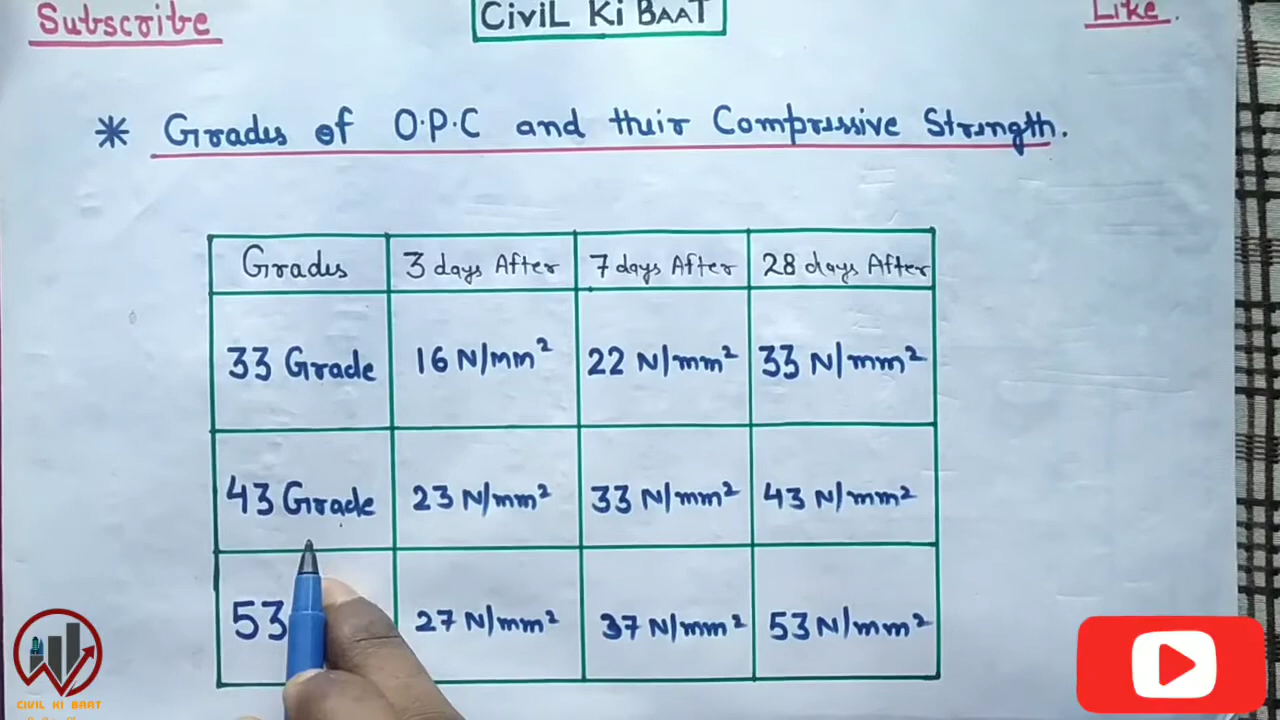 Subscribe
CiviL Ki BAAT
Like.
* Grades of O.P.C and their Compressive Strength.
Grades 3 days After 7 days After 28 days After
33 Grade 16 N/mm² 22 N/mm² 33 N/mm²
43 Grade 23 N/mm² 33 N/mm² 43 N/mm²
53 27 N/mm² 37 N/mm² 53 N/mm²
CIVIL KI BAAT